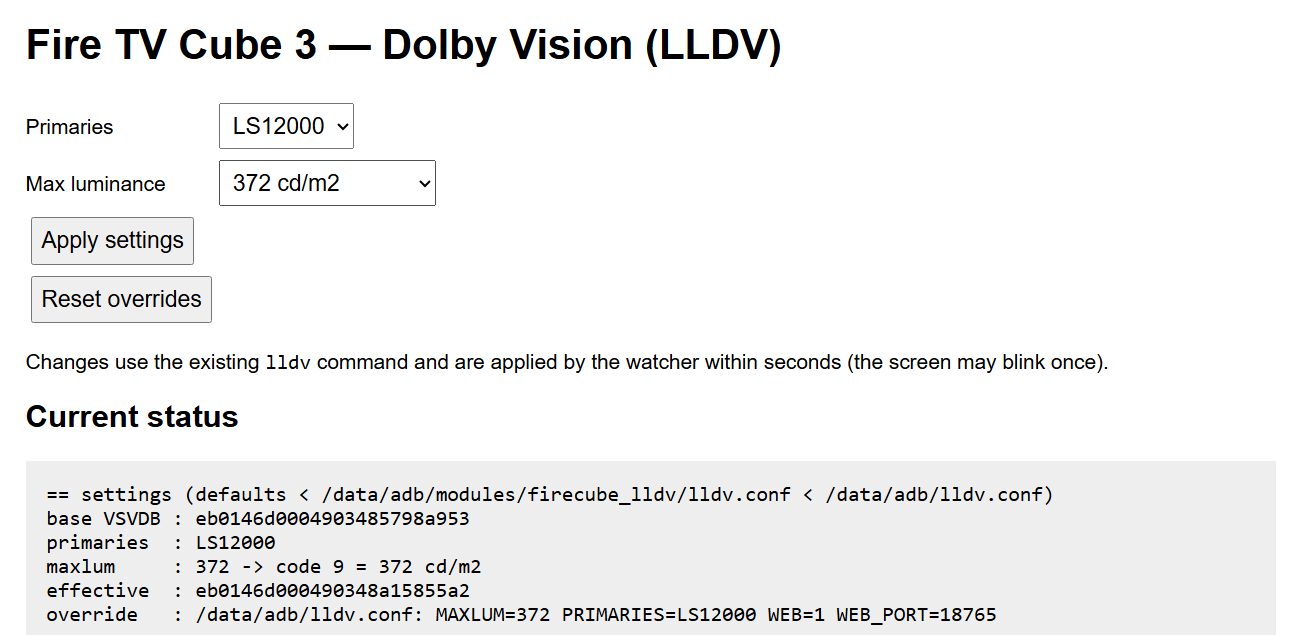 Fire TV Cube 3 — Dolby Vision (LLDV)
Primaries LS12000
Max luminance 372 cd/m2
Apply settings
Reset overrides
Changes use the existing lldv command and are applied by the watcher within seconds (the screen may blink once).
Current status
== settings (defaults < /data/adb/modules/firecube_lldv/lldv.conf < /data/adb/lldv.conf)
base VSVDB : eb0146d0004903485798a953
primaries : LS12000
maxlum : 372 -> code 9 = 372 cd/m2
effective : eb0146d000490348a15855a2
override : /data/adb/lldv.conf: MAXLUM=372 PRIMARIES=LS12000 WEB=1 WEB_PORT=18765